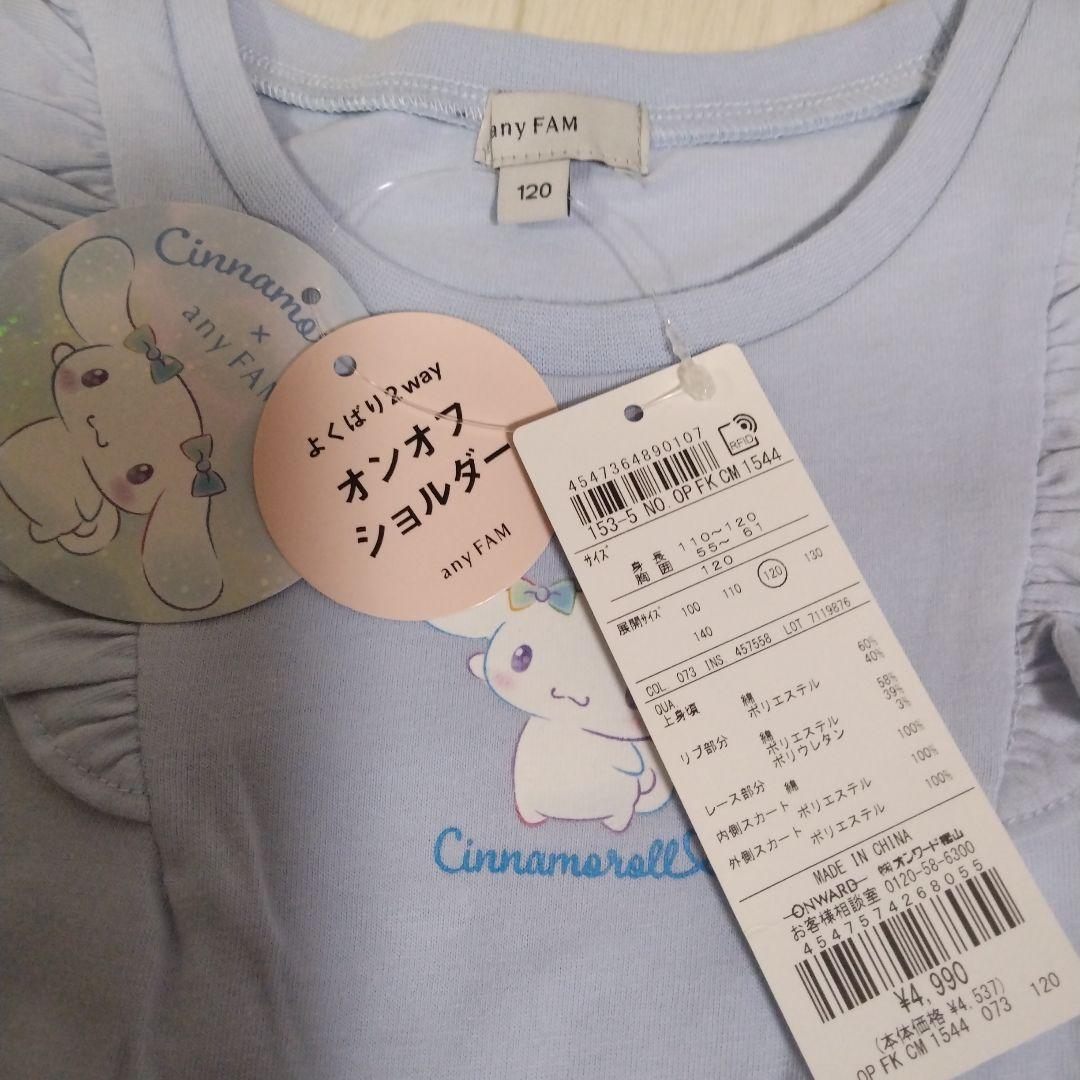 any FAM
120
Cinnamo
×
any FAM
よくばり2way
オンオフ
ショルダー
any FAM
4547364890107
RFID
153-5 NO. OP FK CM 1544
サイズ
身長 110〜120
胸囲 55〜 61
120
展開サイズ 100 110 120 130
140
COL. 073 INS 457558 LOT 7119876
QUA
上身頃 綿 60%
ポリエステル 40%
リブ部分 綿 58%
ポリエステル 39%
ポリウレタン 3%
レース部分 綿 100%
内側スカート ポリエステル 100%
外側スカート ポリエステル 100%
MADE IN CHINA
ONWARD ㈱オンワード樫山
お客様相談室 0120-58-6300
4547574268055
¥4,990
(本体価格 ¥4,537)
OP FK CM 1544 073 120
Cinnamoroll